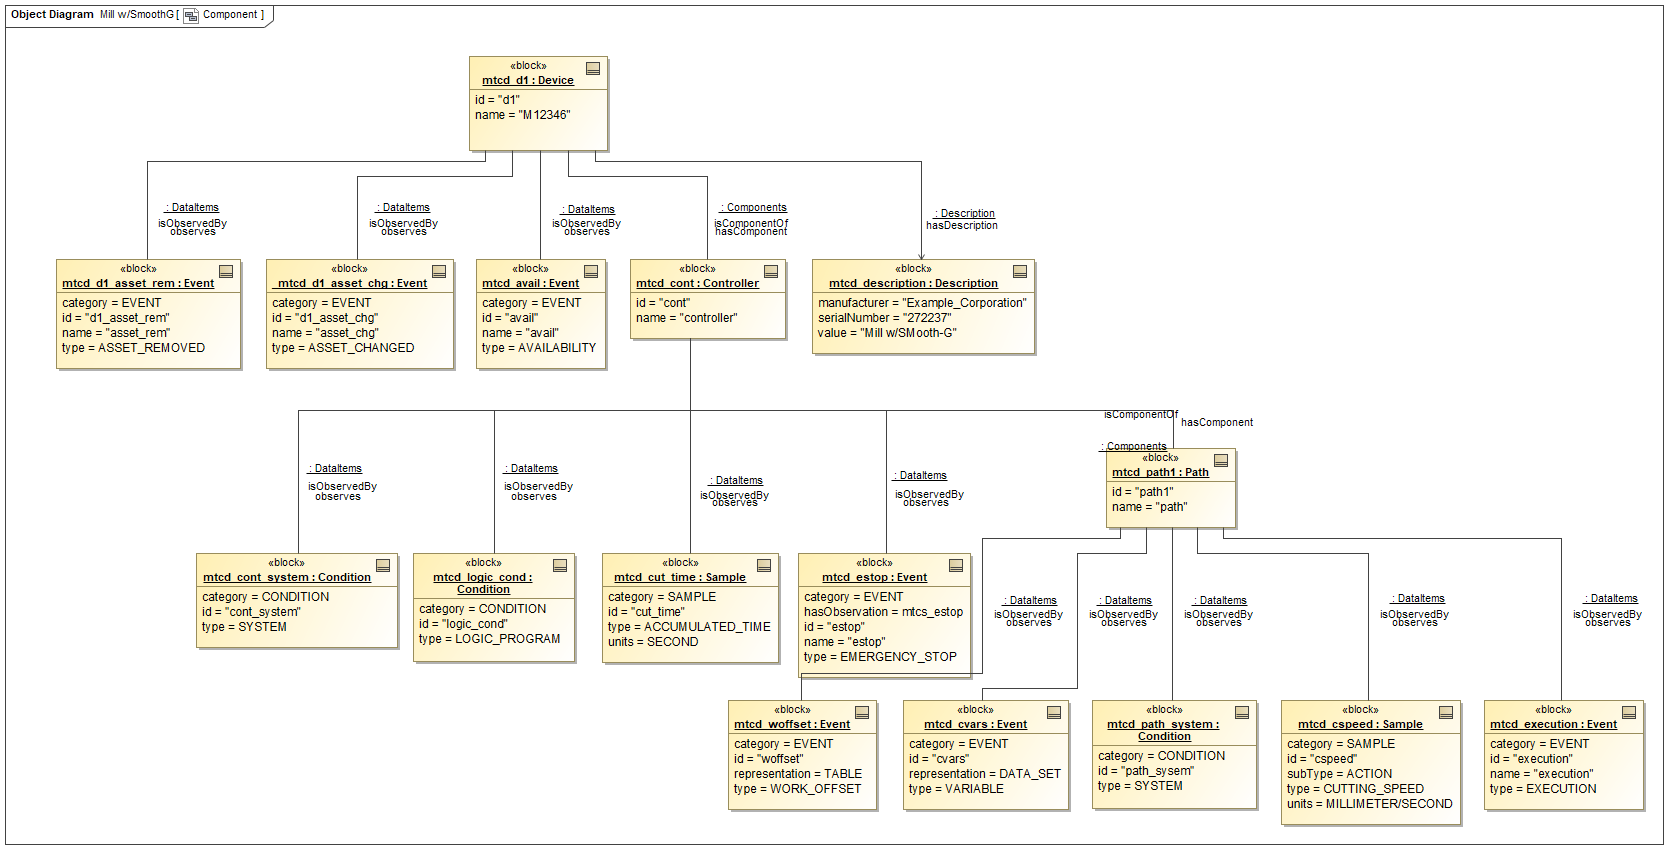 Object Diagram Mill w/SmoothG [ Component ]
«block»
mtcd_d1 : Device
id = "d1"
name = "M12346"
: DataItems
isObservedBy
observes
: DataItems
isObservedBy
observes
: DataItems
isObservedBy
observes
: Components
isComponentOf
hasComponent
: Description
hasDescription
«block»
mtcd_d1_asset_rem : Event
category = EVENT
id = "d1_asset_rem"
name = "asset_rem"
type = ASSET_REMOVED
«block»
_mtcd_d1_asset_chg : Event
category = EVENT
id = "d1_asset_chg"
name = "asset_chg"
type = ASSET_CHANGED
«block»
mtcd_avail : Event
category = EVENT
id = "avail"
name = "avail"
type = AVAILABILITY
«block»
mtcd_cont : Controller
id = "cont"
name = "controller"
«block»
mtcd_description : Description
manufacturer = "Example_Corporation"
serialNumber = "272237"
value = "Mill w/SMooth-G"
isComponentOf
hasComponent
: Components
: DataItems
isObservedBy
observes
: DataItems
isObservedBy
observes
: DataItems
isObservedBy
observes
: DataItems
isObservedBy
observes
«block»
mtcd_path1 : Path
id = "path1"
name = "path"
«block»
mtcd_cont_system : Condition
category = CONDITION
id = "cont_system"
type = SYSTEM
«block»
mtcd_logic_cond :
Condition
category = CONDITION
id = "logic_cond"
type = LOGIC_PROGRAM
«block»
mtcd_cut_time : Sample
category = SAMPLE
id = "cut_time"
type = ACCUMULATED_TIME
units = SECOND
«block»
mtcd_estop : Event
category = EVENT
hasObservation = mtcs_estop
id = "estop"
name = "estop"
type = EMERGENCY_STOP
: DataItems
isObservedBy
observes
: DataItems
isObservedBy
observes
: DataItems
isObservedBy
observes
: DataItems
isObservedBy
observes
: DataItems
isObservedBy
observes
«block»
mtcd_woffset : Event
category = EVENT
id = "woffset"
representation = TABLE
type = WORK_OFFSET
«block»
mtcd_cvars : Event
category = EVENT
id = "cvars"
representation = DATA_SET
type = VARIABLE
«block»
mtcd_path_system :
Condition
category = CONDITION
id = "path_sysem"
type = SYSTEM
«block»
mtcd_cspeed : Sample
category = SAMPLE
id = "cspeed"
subType = ACTION
type = CUTTING_SPEED
units = MILLIMETER/SECOND
«block»
mtcd_execution : Event
category = EVENT
id = "execution"
name = "execution"
type = EXECUTION